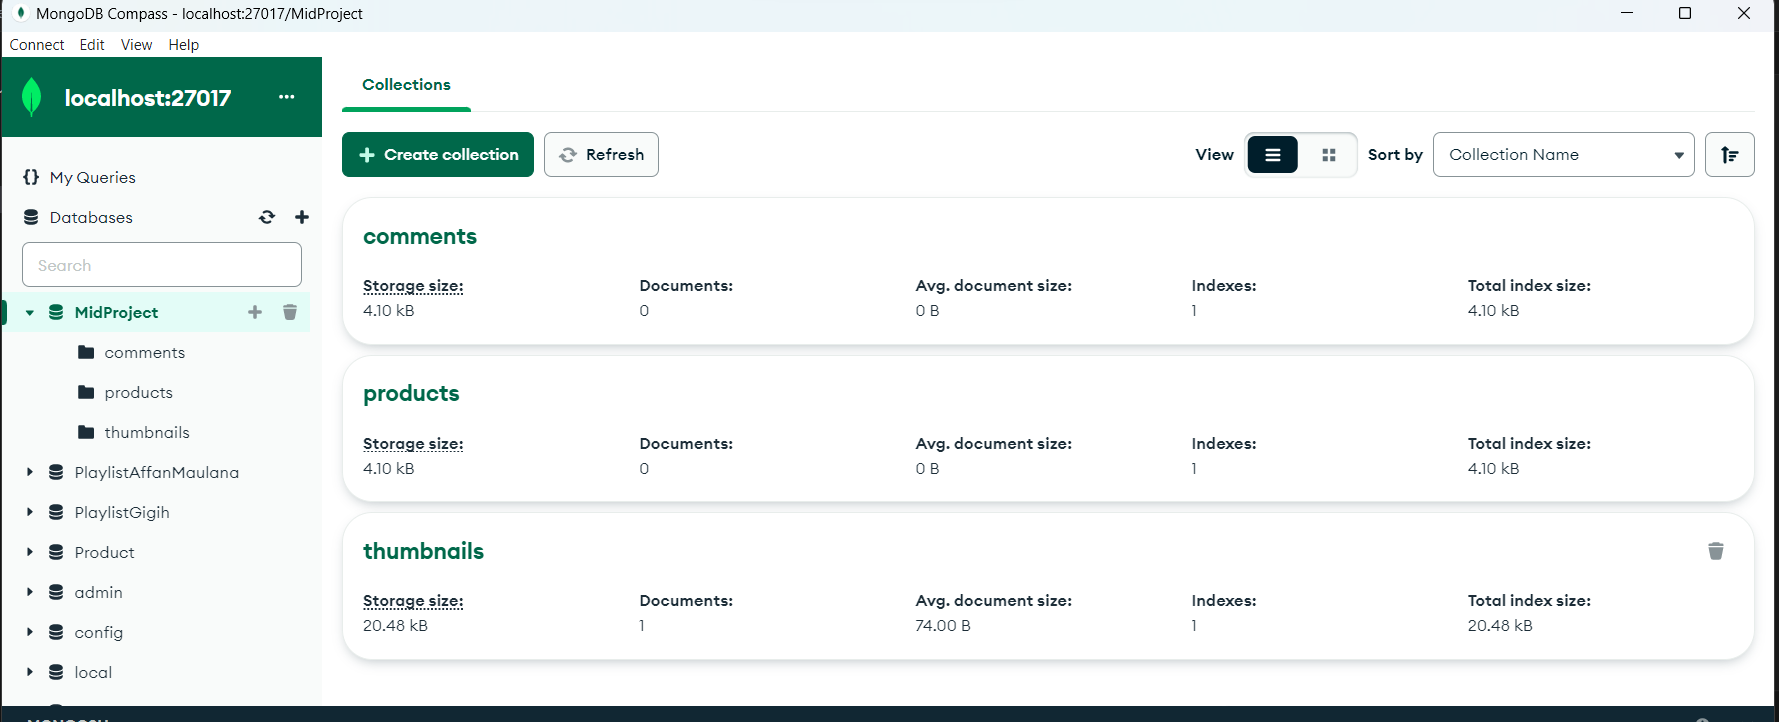 MongoDB Compass - localhost:27017/MidProject
Connect Edit View Help
localhost:27017
Collections
Create collection
Refresh
View
Sort by
Collection Name
{} My Queries
Databases
Search
MidProject
comments
products
thumbnails
PlaylistAffanMaulana
PlaylistGigih
Product
admin
config
local
comments
Storage size: Documents: Avg. document size: Indexes: Total index size:
4.10 kB 0 0 B 1 4.10 kB
products
Storage size: Documents: Avg. document size: Indexes: Total index size:
4.10 kB 0 0 B 1 4.10 kB
thumbnails
Storage size: Documents: Avg. document size: Indexes: Total index size:
20.48 kB 1 74.00 B 1 20.48 kB
MONGOSH